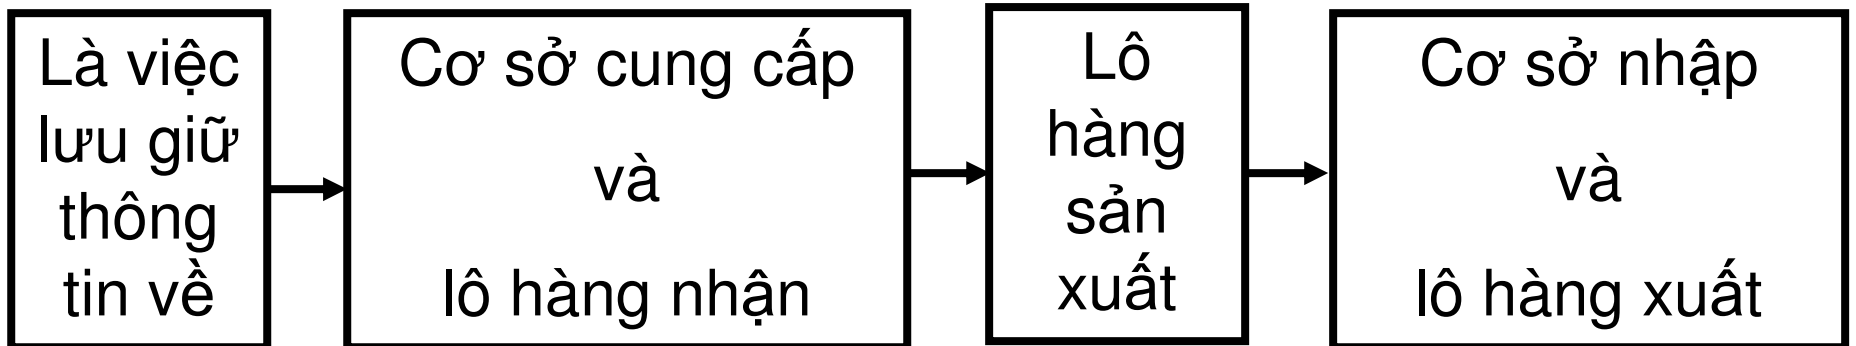 Là việc
lưu giữ
thông
tin về
Cơ sở cung cấp
và
lô hàng nhận
Lô
hàng
sản
xuất
Cơ sở nhập
và
lô hàng xuất